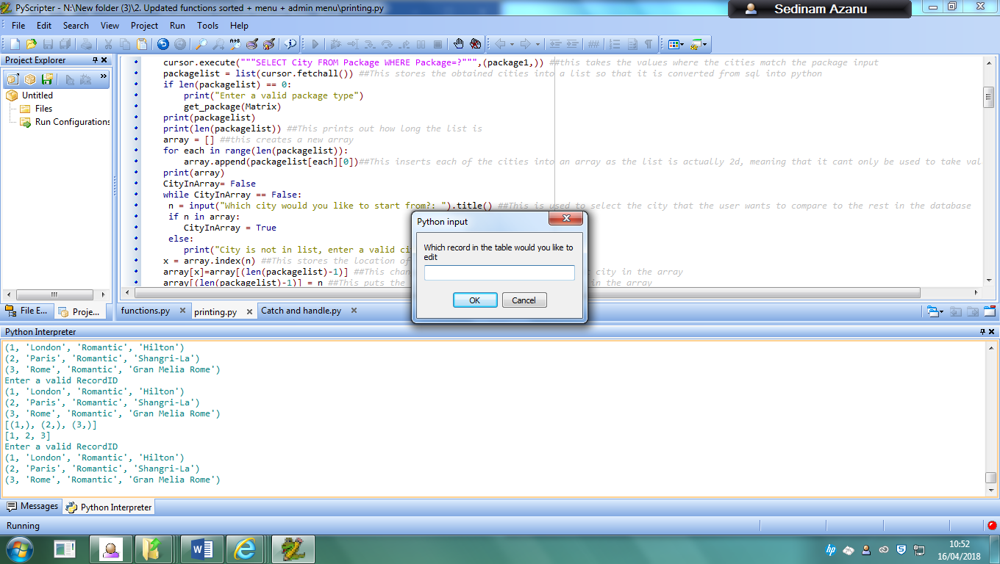 PyScripter - N:\New folder (3)\2. Updated functions sorted + menu + admin menu\printing.py
Sedinam Azanu
File Edit Search View Project Run Tools Help
Project Explorer
Untitled
Files
Run Configurations
cursor.execute("""SELECT City FROM Package WHERE Package=?""",(package1,)) ##this takes the values where the cities match the package input
packagelist = list(cursor.fetchall()) ##This stores the obtained cities into a list so that it is converted from sql into python
if len(packagelist) == 0:
print("Enter a valid package type")
get_package(Matrix)
print(packagelist)
print(len(packagelist)) ##This prints out how long the list is
array = [] ##this creates a new array
for each in range(len(packagelist)):
array.append(packagelist[each][0])##This inserts each of the cities into an array as the list is actually 2d, meaning that it cant only be used to take val
print(array)
CityInArray= False
while CityInArray == False:
n = input("Which city would you like to start from?: ").title() ##This is used to select the city that the user wants to compare to the rest in the database
if n in array:
CityInArray = True
else:
print("City is not in list, enter a valid ci
x = array.index(n) ##This stores the location of
array[x]=array[(len(packagelist)-1)] ##This chan city in the array
array[(len(packagelist)-1)] = n ##This puts the in the array
Python input
Which record in the table would you like to
edit
OK Cancel
File E... Proje...
functions.py printing.py Catch and handle.py
Python Interpreter
(1, 'London', 'Romantic', 'Hilton')
(2, 'Paris', 'Romantic', 'Shangri-La')
(3, 'Rome', 'Romantic', 'Gran Melia Rome')
Enter a valid RecordID
(1, 'London', 'Romantic', 'Hilton')
(2, 'Paris', 'Romantic', 'Shangri-La')
(3, 'Rome', 'Romantic', 'Gran Melia Rome')
[(1,), (2,), (3,)]
[1, 2, 3]
Enter a valid RecordID
(1, 'London', 'Romantic', 'Hilton')
(2, 'Paris', 'Romantic', 'Shangri-La')
(3, 'Rome', 'Romantic', 'Gran Melia Rome')
Messages Python Interpreter
Running
10:52
16/04/2018